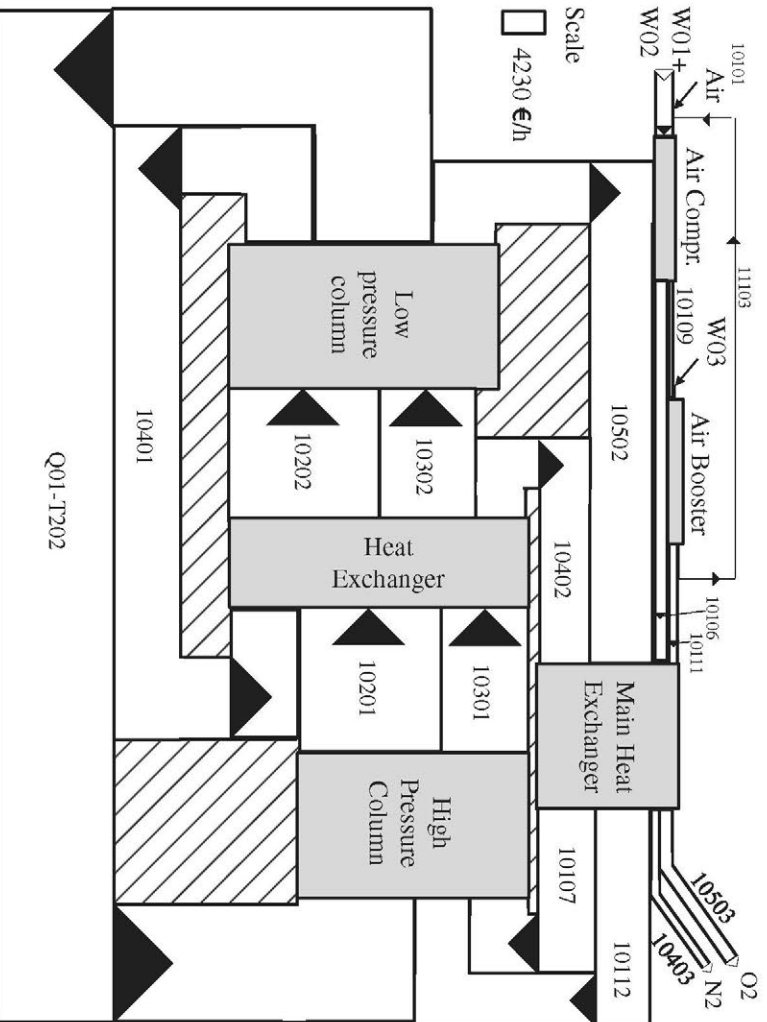 Scale
4230 €/h
W01+
W02
10101
Air
Air Compr.
10109
W03
11103
Air Booster
10106
10111
10502
Low
pressure
column
10202
10302
Heat
Exchanger
10402
10401
Q01-T202
10201
10301
Main Heat
Exchanger
High
Pressure
Column
10107
10112
10503
10403
O2
N2